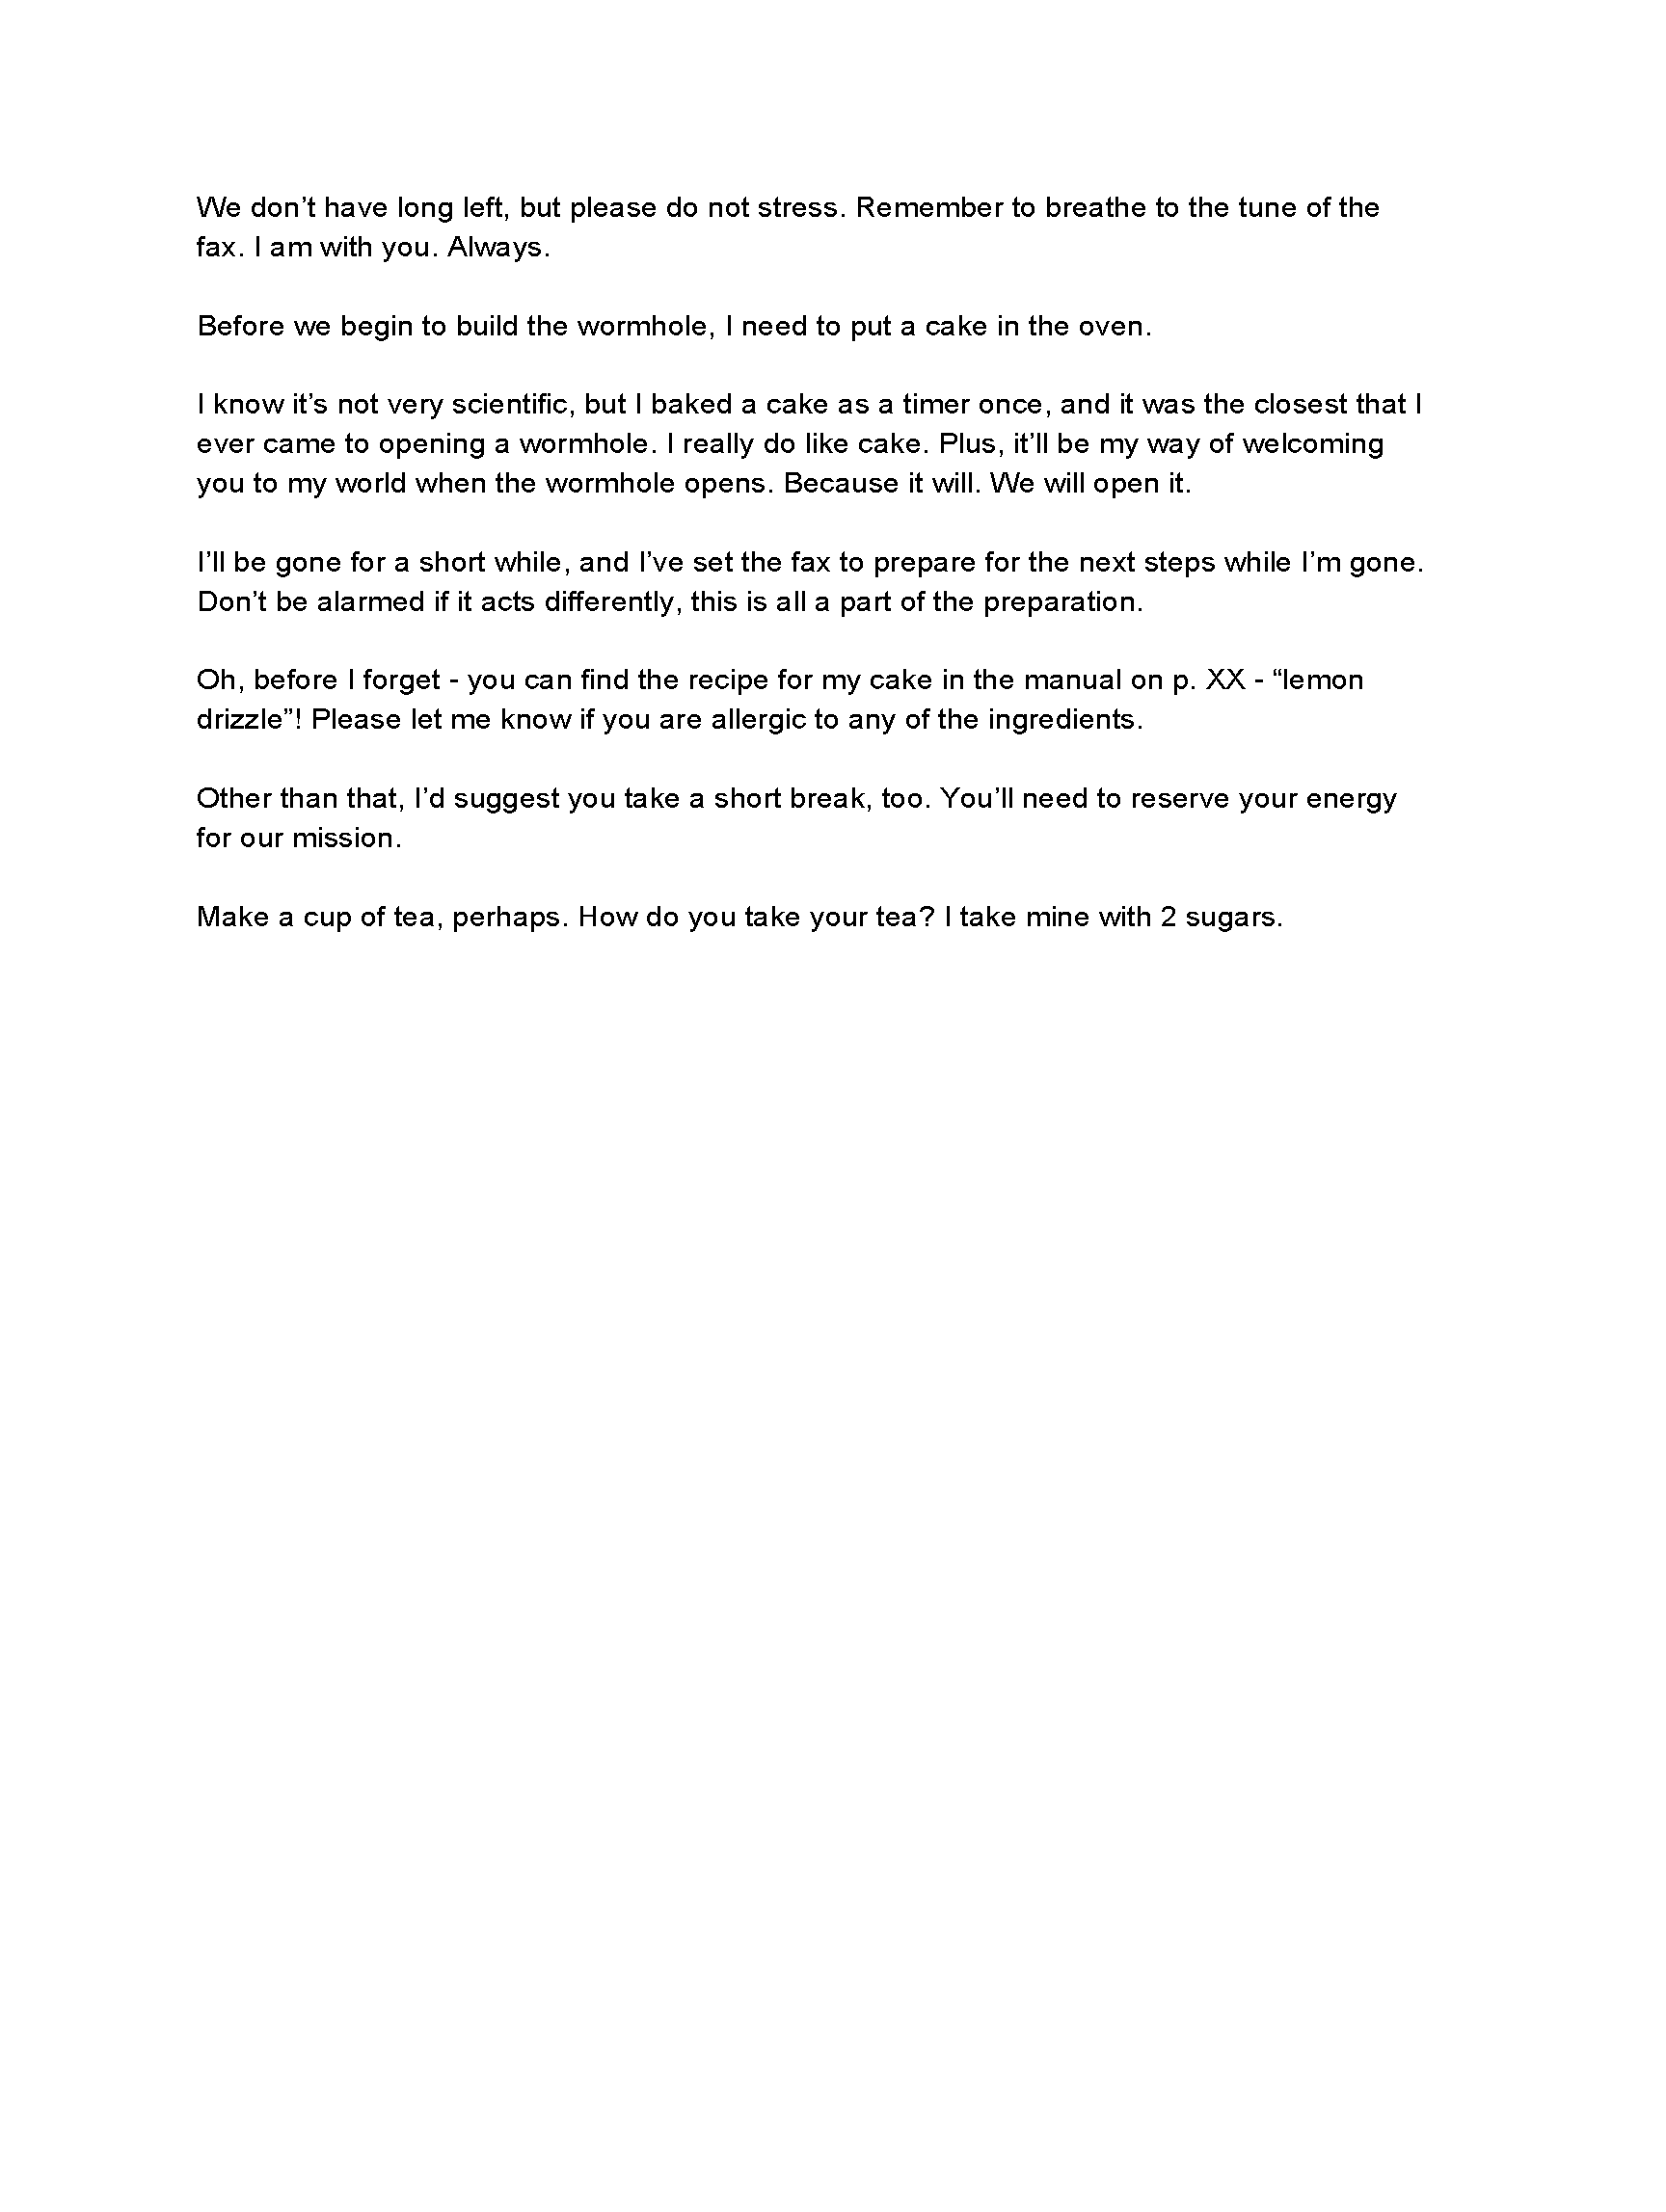 We don’t have long left, but please do not stress. Remember to breathe to the tune of the
fax. I am with you. Always.
Before we begin to build the wormhole, I need to put a cake in the oven.
I know it’s not very scientific, but I baked a cake as a timer once, and it was the closest that I
ever came to opening a wormhole. I really do like cake. Plus, it’ll be my way of welcoming
you to my world when the wormhole opens. Because it will. We will open it.
I’ll be gone for a short while, and I’ve set the fax to prepare for the next steps while I’m gone.
Don’t be alarmed if it acts differently, this is all a part of the preparation.
Oh, before I forget - you can find the recipe for my cake in the manual on p. XX - “lemon
drizzle”! Please let me know if you are allergic to any of the ingredients.
Other than that, I’d suggest you take a short break, too. You’ll need to reserve your energy
for our mission.
Make a cup of tea, perhaps. How do you take your tea? I take mine with 2 sugars.